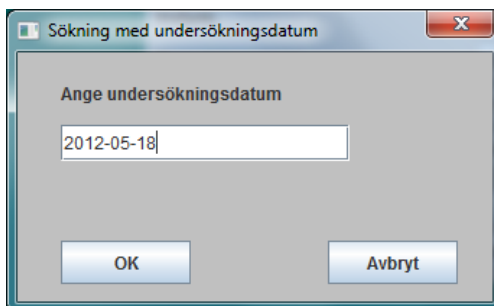 Sökning med undersökningsdatum
Ange undersökningsdatum
2012-05-18
OK
Avbryt